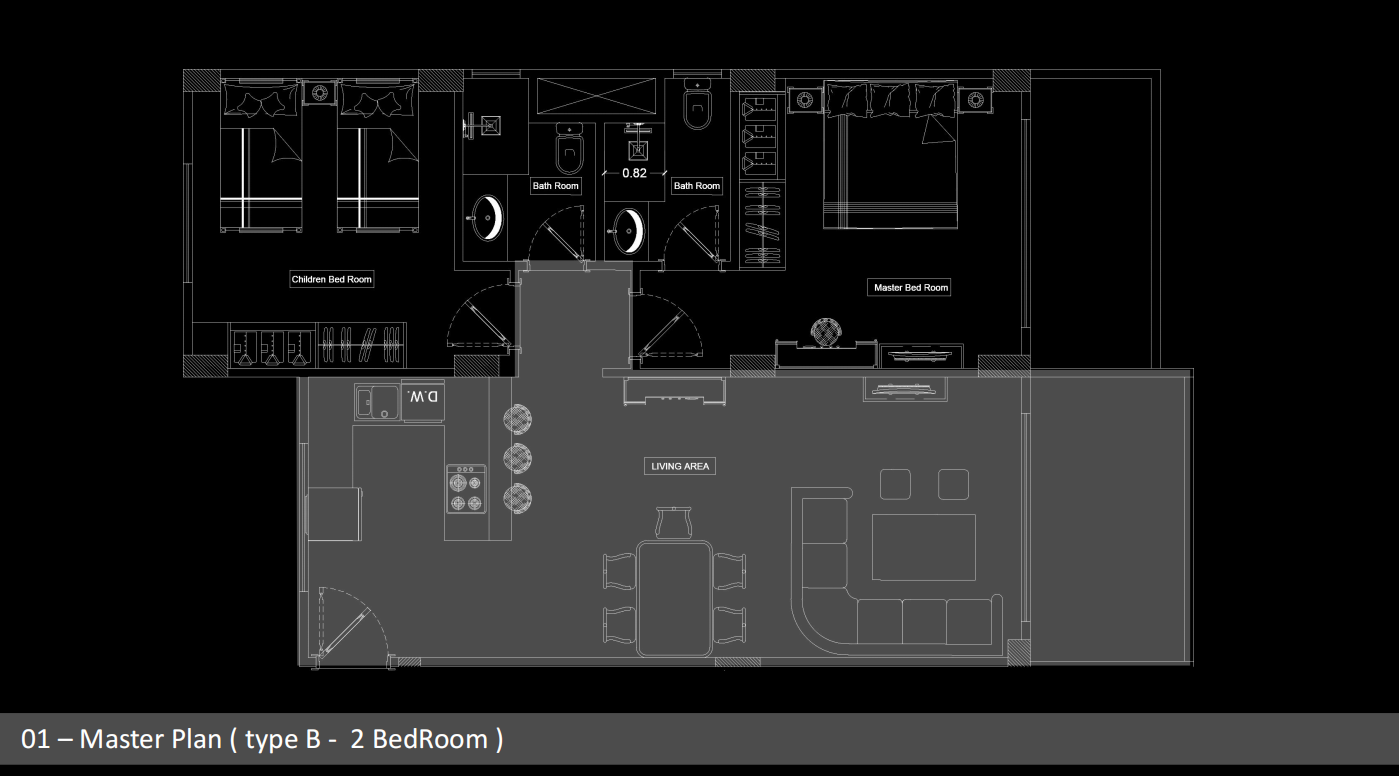 0.82
Bath Room
Bath Room
Children Bed Room
Master Bed Room
D.W.
LIVING AREA
01 – Master Plan ( type B -  2 BedRoom )